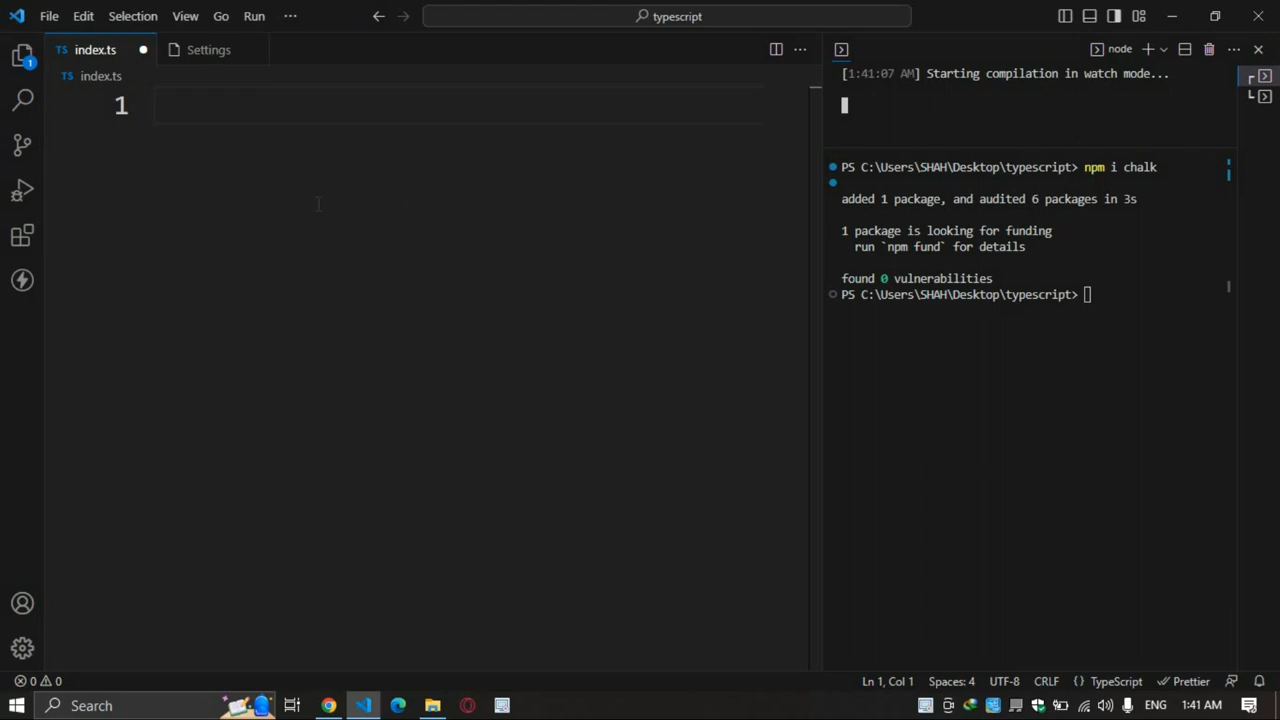 File Edit Selection View Go Run ···
typescript
TS index.ts
Settings
node
TS index.ts
1
[1:41:07 AM] Starting compilation in watch mode...
PS C:\Users\SHAH\Desktop\typescript> npm i chalk
added 1 package, and audited 6 packages in 3s
1 package is looking for funding
run `npm fund` for details
found 0 vulnerabilities
PS C:\Users\SHAH\Desktop\typescript>
1
0 0
Ln 1, Col 1 Spaces: 4 UTF-8 CRLF {} TypeScript Prettier
Search
ENG 1:41 AM